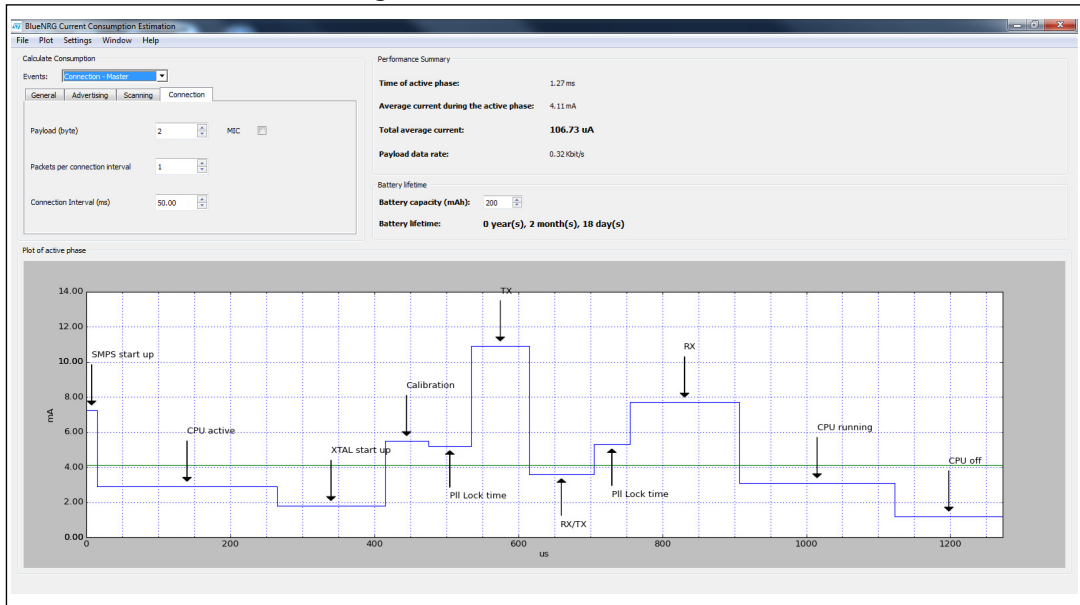 BlueNRG Current Consumption Estimation
File Plot Settings Window Help
Calculate Consumption
Events: Connection - Master
General Advertising Scanning Connection
Payload (byte) 2 MIC
Packets per connection interval 1
Connection Interval (ms) 50.00
Performance Summary
Time of active phase: 1.27 ms
Average current during the active phase: 4.11 mA
Total average current: 106.73 uA
Payload data rate: 0.32 Kbit/s
Battery lifetime
Battery capacity (mAh): 200
Battery lifetime: 0 year(s), 2 month(s), 18 day(s)
Plot of active phase
14.00
12.00
10.00
8.00
6.00
4.00
2.00
0.00
mA
SMPS start up
CPU active
XTAL start up
Calibration
Pll Lock time
TX
RX/TX
Pll Lock time
RX
CPU running
CPU off
0 200 400 600 800 1000 1200
us